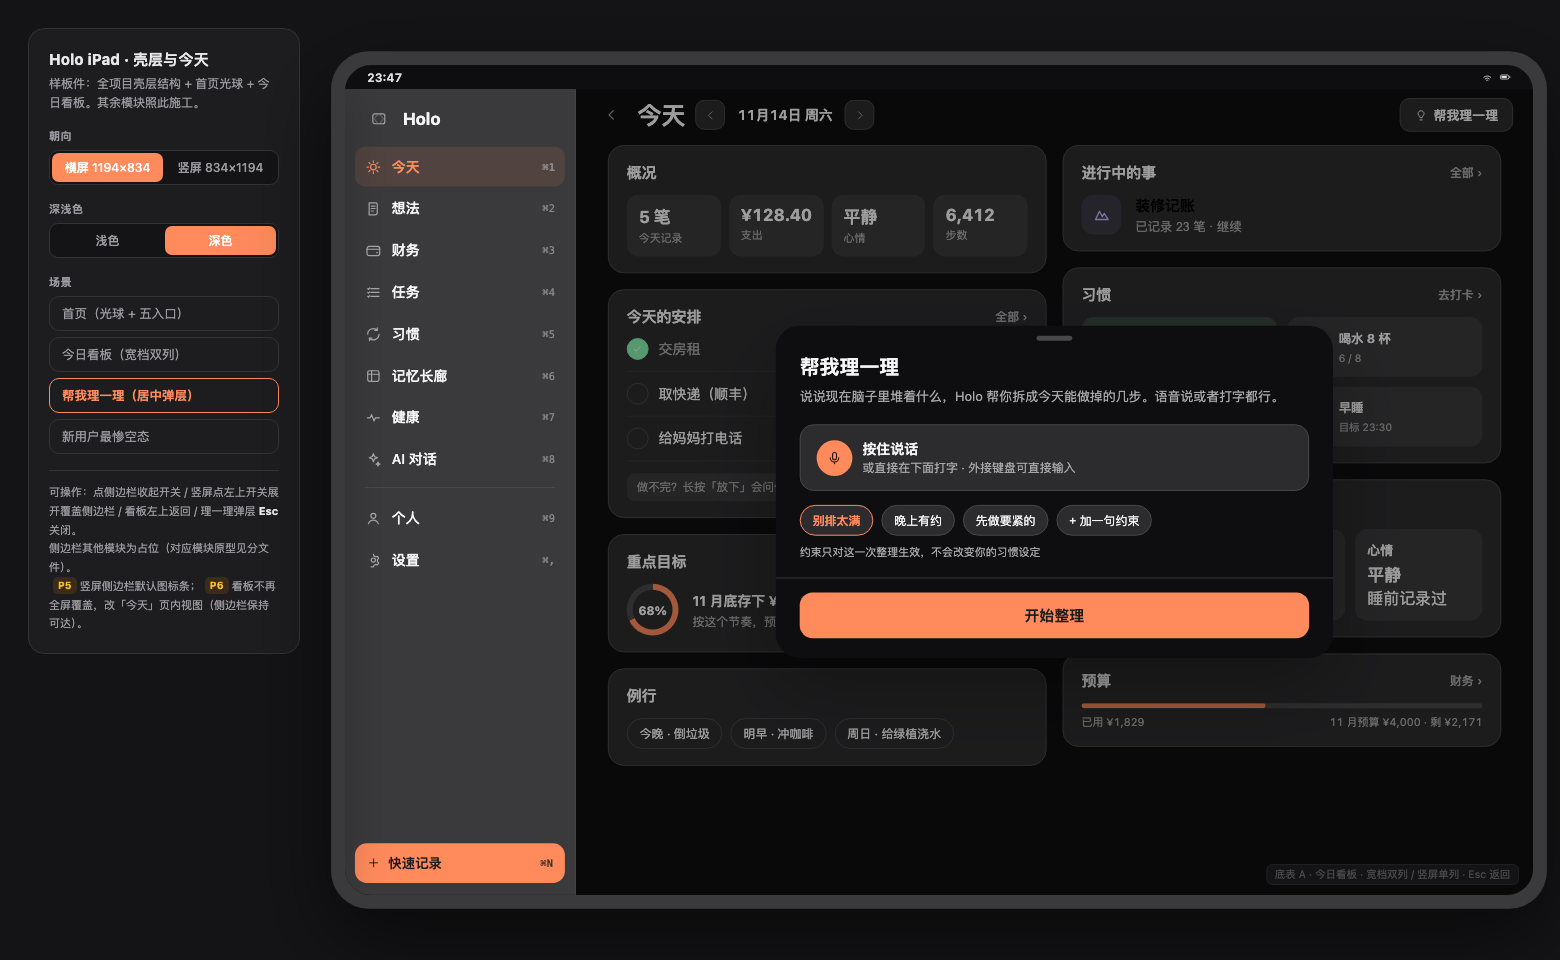 Holo iPad · 壳层与今天
样板件：全项目壳层结构 + 首页光球 + 今
日看板。其余模块照此施工。
朝向
横屏 1194×834
竖屏 834×1194
深浅色
浅色
深色
场景
首页（光球 + 五入口）
今日看板（宽档双列）
帮我理一理（居中弹层）
新用户最惨空态
可操作：点侧边栏收起开关 / 竖屏点左上开关展
开覆盖侧边栏 / 看板左上返回 / 理一理弹层 Esc
关闭。
侧边栏其他模块为占位（对应模块原型见分文
件）。
P5 竖屏侧边栏默认图标条； P6 看板不再
全屏覆盖，改「今天」页内视图（侧边栏保持
可达）。
23:47
Holo
今天 ⌘1
想法 ⌘2
财务 ⌘3
任务 ⌘4
习惯 ⌘5
记忆长廊 ⌘6
健康 ⌘7
AI 对话 ⌘8
个人 ⌘9
设置 ⌘,
+ 快速记录 ⌘N
‹ 今天 ‹ 11月14日 周六 ›
帮我理一理
概况
5 笔
今天记录
¥128.40
支出
平静
心情
6,412
步数
今天的安排
全部 ›
交房租
取快递（顺丰）
给妈妈打电话
做不完？长按「放下」会问
重点目标
68%
11 月底存下 ¥
按这个节奏，预
例行
今晚 · 倒垃圾
明早 · 冲咖啡
周日 · 给绿植浇水
进行中的事
全部 ›
装修记账
已记录 23 笔 · 继续
习惯
去打卡 ›
喝水 8 杯
6 / 8
早睡
目标 23:30
心情
平静
睡前记录过
预算
财务 ›
已用 ¥1,829
11 月预算 ¥4,000 · 剩 ¥2,171
帮我理一理
说说现在脑子里堆着什么，Holo 帮你拆成今天能做掉的几步。语音说或者打字都行。
按住说话
或直接在下面打字 · 外接键盘可直接输入
别排太满
晚上有约
先做要紧的
+ 加一句约束
约束只对这一次整理生效，不会改变你的习惯设定
开始整理
底表 A · 今日看板 · 宽档双列 / 竖屏单列 · Esc 返回